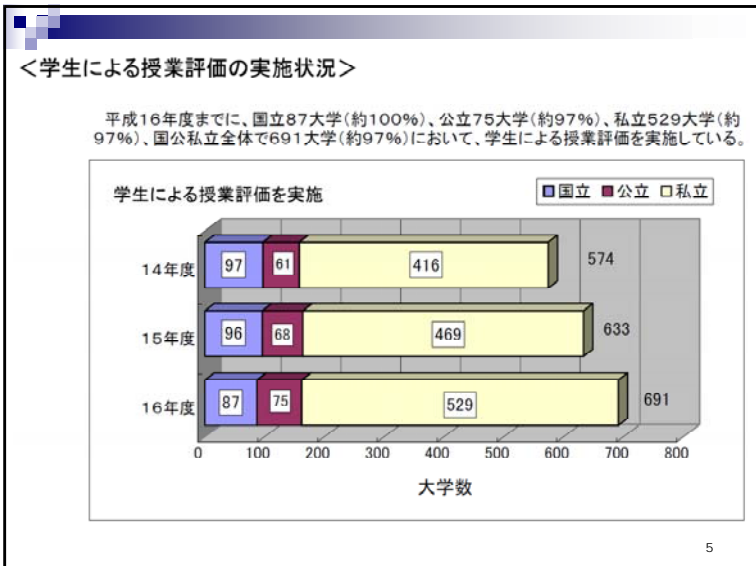 ＜学生による授業評価の実施状況＞
平成16年度までに、国立87大学（約100％）、公立75大学（約97％）、私立529大学（約
97％）、国公私立全体で691大学（約97％）において、学生による授業評価を実施している。
学生による授業評価を実施
国立 公立 私立
14年度 97 61 416 574
15年度 96 68 469 633
16年度 87 75 529 691
0 100 200 300 400 500 600 700 800
大学数
5